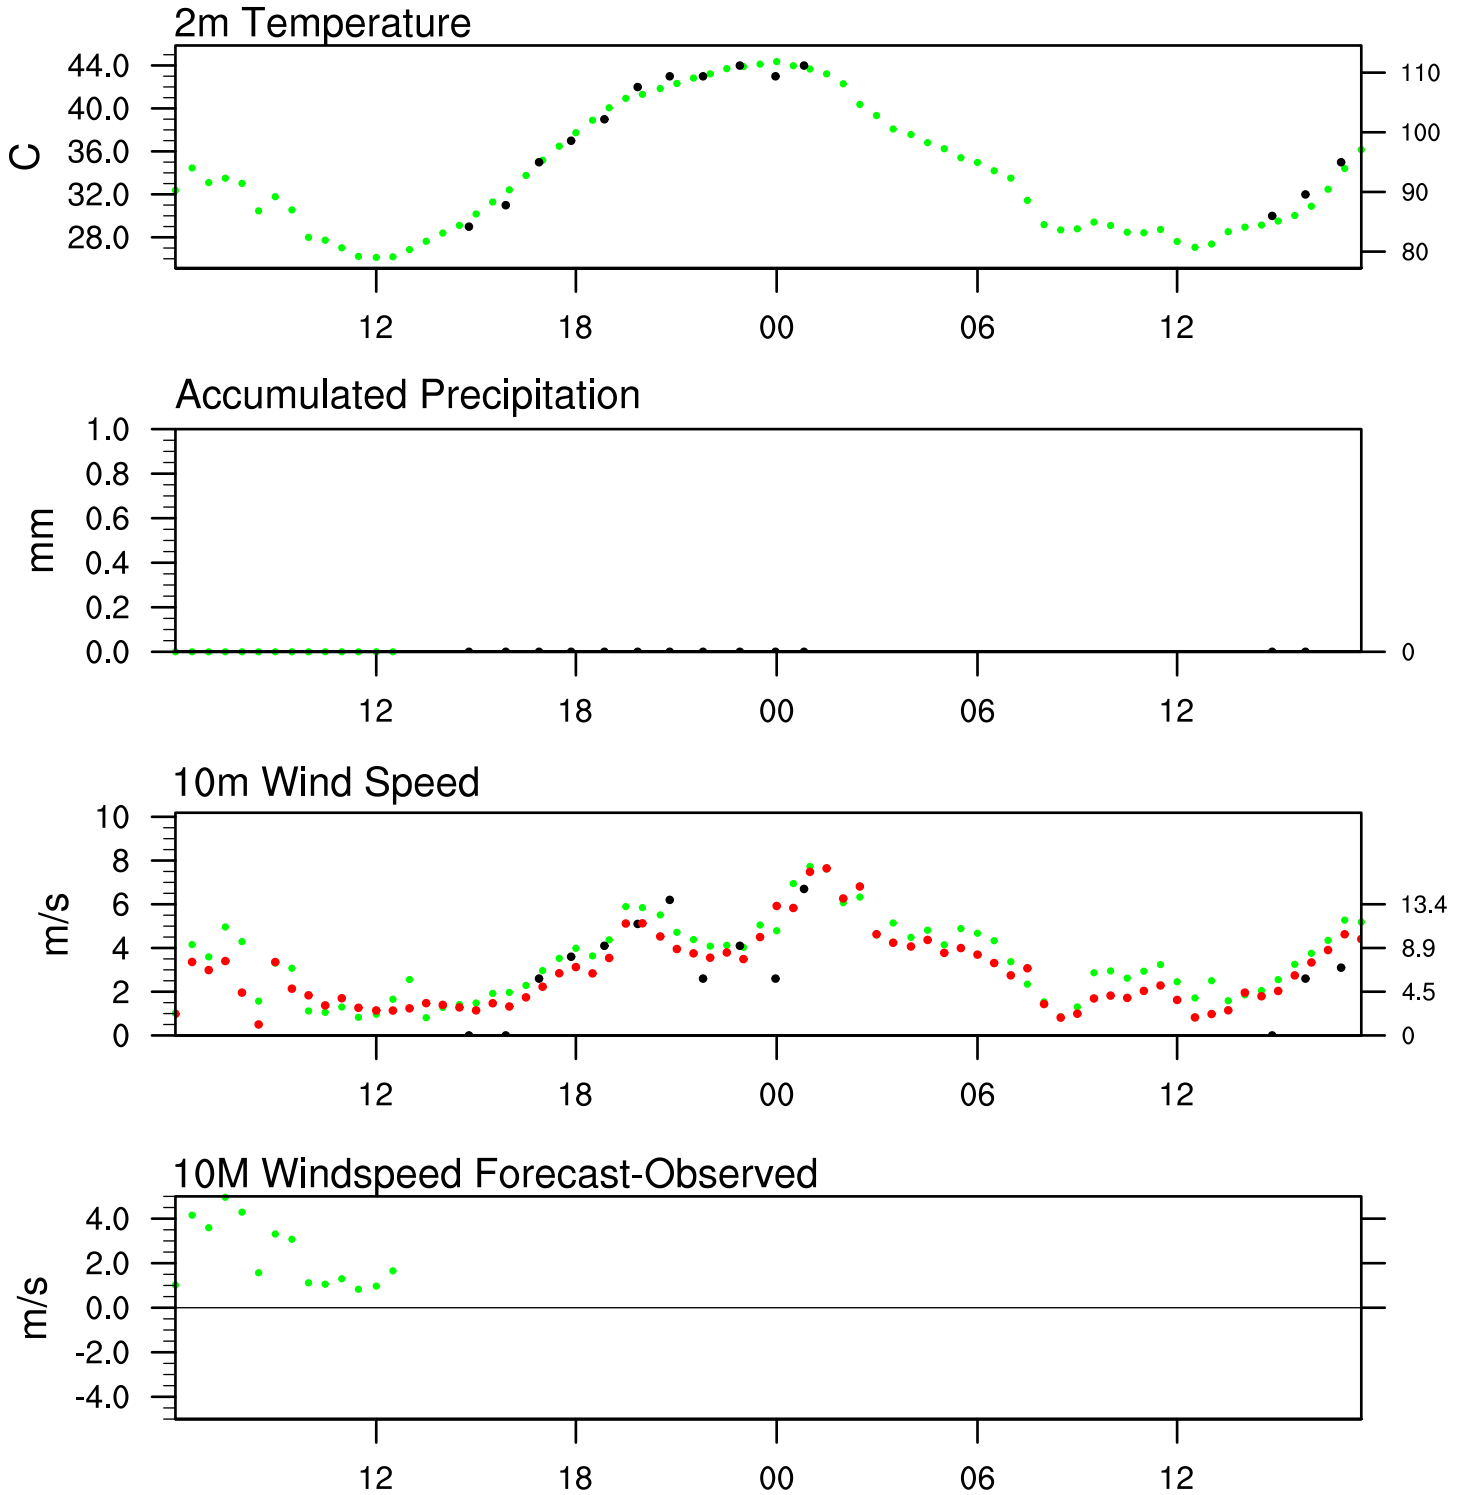 2m Temperature
44.0
40.0
36.0
32.0
28.0
C
110
100
90
80
12 18 00 06 12
Accumulated Precipitation
1.0
0.8
0.6
0.4
0.2
0.0
mm
0
12 18 00 06 12
10m Wind Speed
10
8
6
4
2
0
m/s
13.4
8.9
4.5
0
12 18 00 06 12
10M Windspeed Forecast-Observed
4.0
2.0
0.0
-2.0
-4.0
m/s
12 18 00 06 12